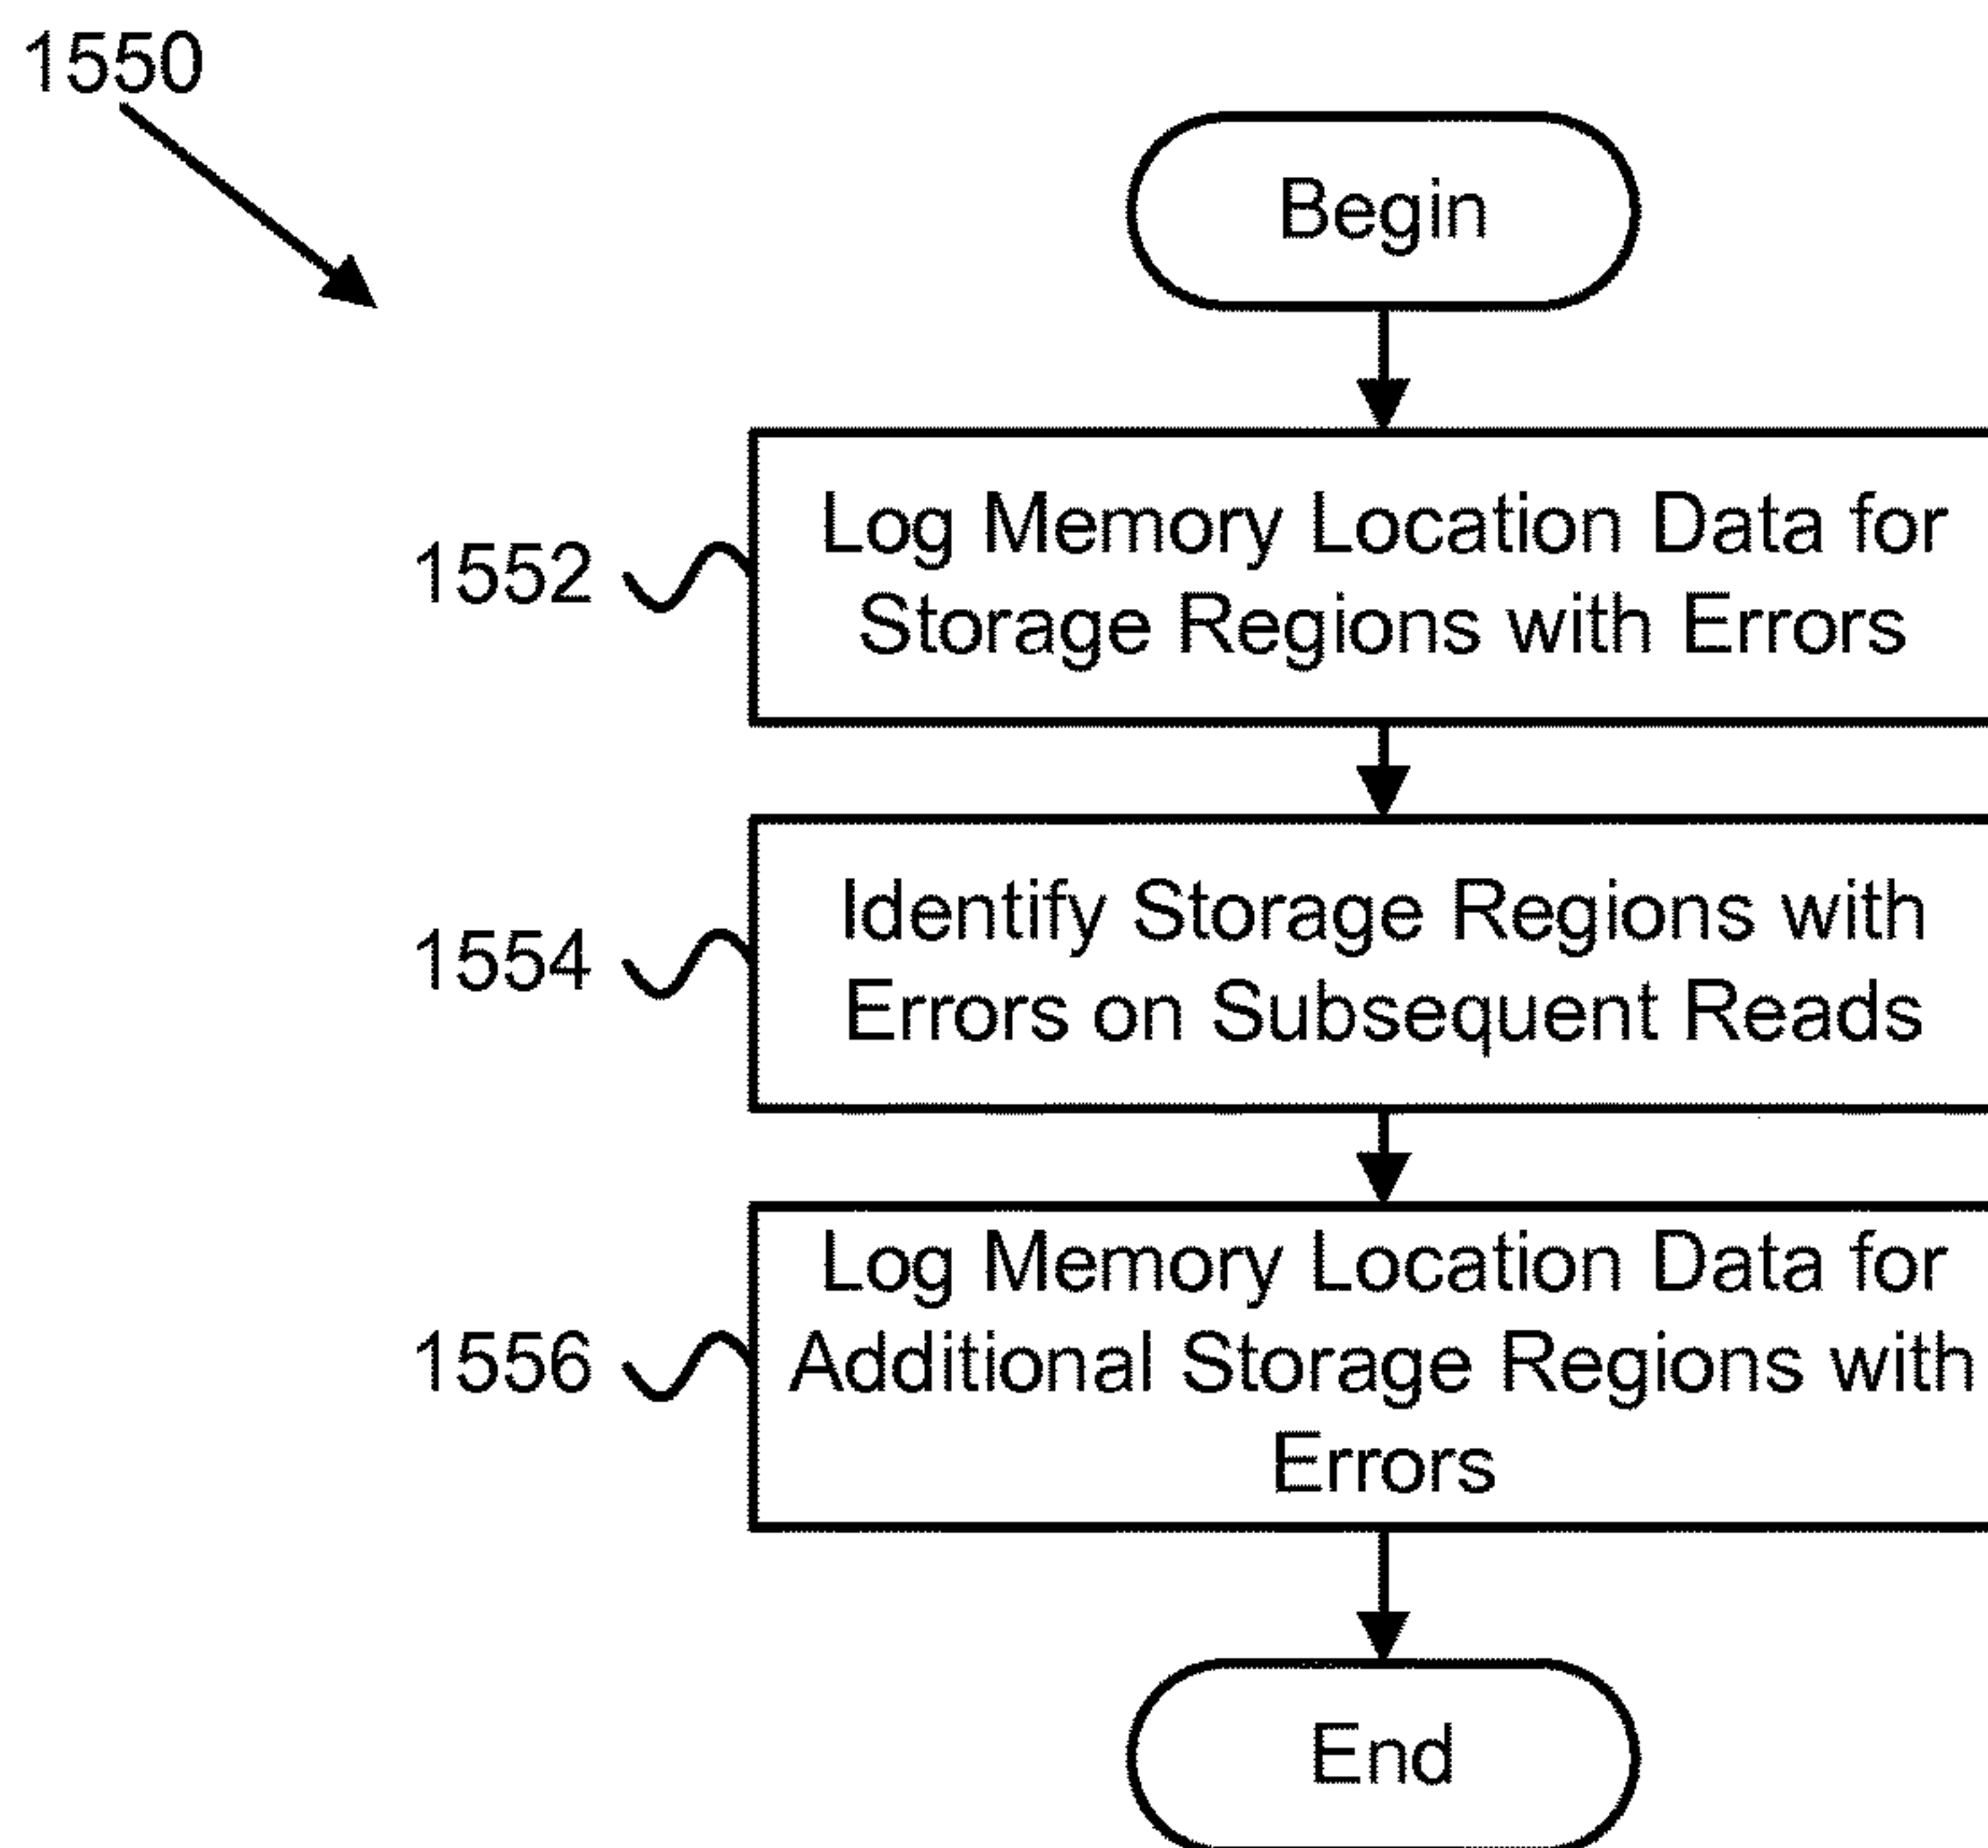 1550
Begin
Log Memory Location Data for
Storage Regions with Errors
1552
Identify Storage Regions with
Errors on Subsequent Reads
1554
Log Memory Location Data for
Additional Storage Regions with
Errors
1556
End